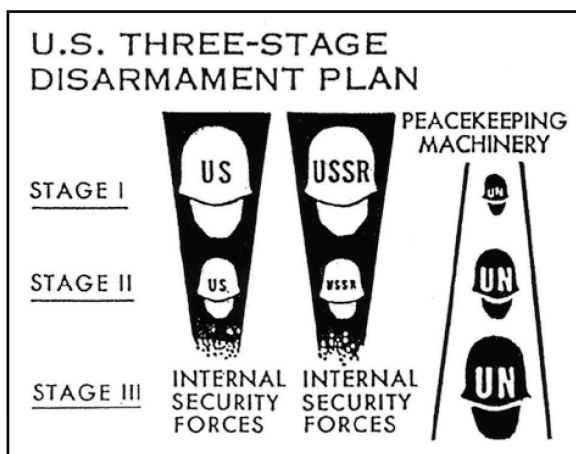 U.S. THREE-STAGE
DISARMAMENT PLAN
PEACEKEEPING
MACHINERY
STAGE I
US
USSR
UN
STAGE II
US
USSR
UN
STAGE III
INTERNAL
SECURITY
FORCES
INTERNAL
SECURITY
FORCES
UN